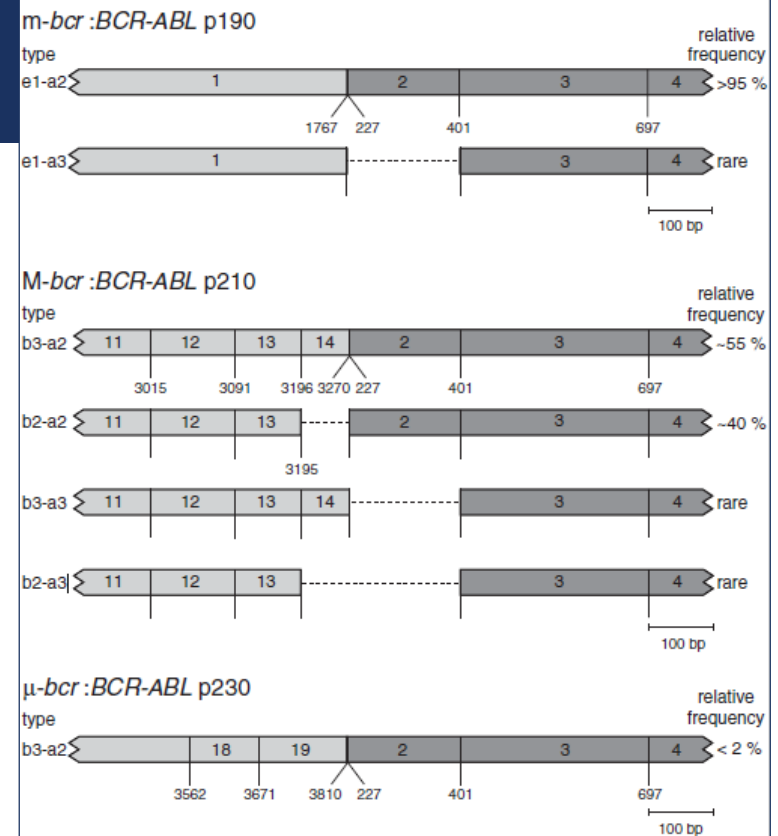 m-bcr :BCR-ABL p190
type
relative
frequency
e1-a2 1 2 3 4 >95 %
1767 227 401 697
e1-a3 1 3 4 rare
100 bp
M-bcr :BCR-ABL p210
type
relative
frequency
b3-a2 11 12 13 14 2 3 4 ~55 %
3015 3091 3196 3270 227 401 697
b2-a2 11 12 13 2 3 4 ~40 %
3195
b3-a3 11 12 13 14 3 4 rare
b2-a3 11 12 13 3 4 rare
100 bp
μ-bcr :BCR-ABL p230
type
relative
frequency
b3-a2 18 19 2 3 4 < 2 %
3562 3671 3810 227 401 697
100 bp